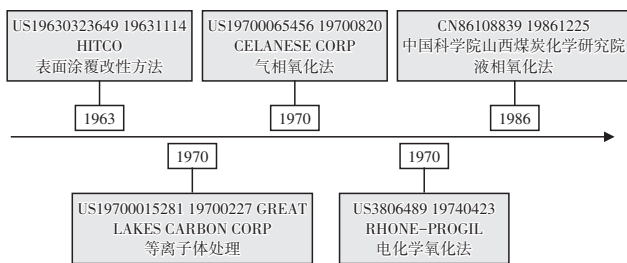 US19630323649 19631114
HITCO
表面涂覆改性方法
US19700065456 19700820
CELANESE CORP
气相氧化法
CN86108839 19861225
中国科学院山西煤炭化学研究院
液相氧化法
1963
1970
1986
1970
1970
US19700015281 19700227 GREAT
LAKES CARBON CORP
等离子体处理
US3806489 19740423
RHONE-PROGIL
电化学氧化法